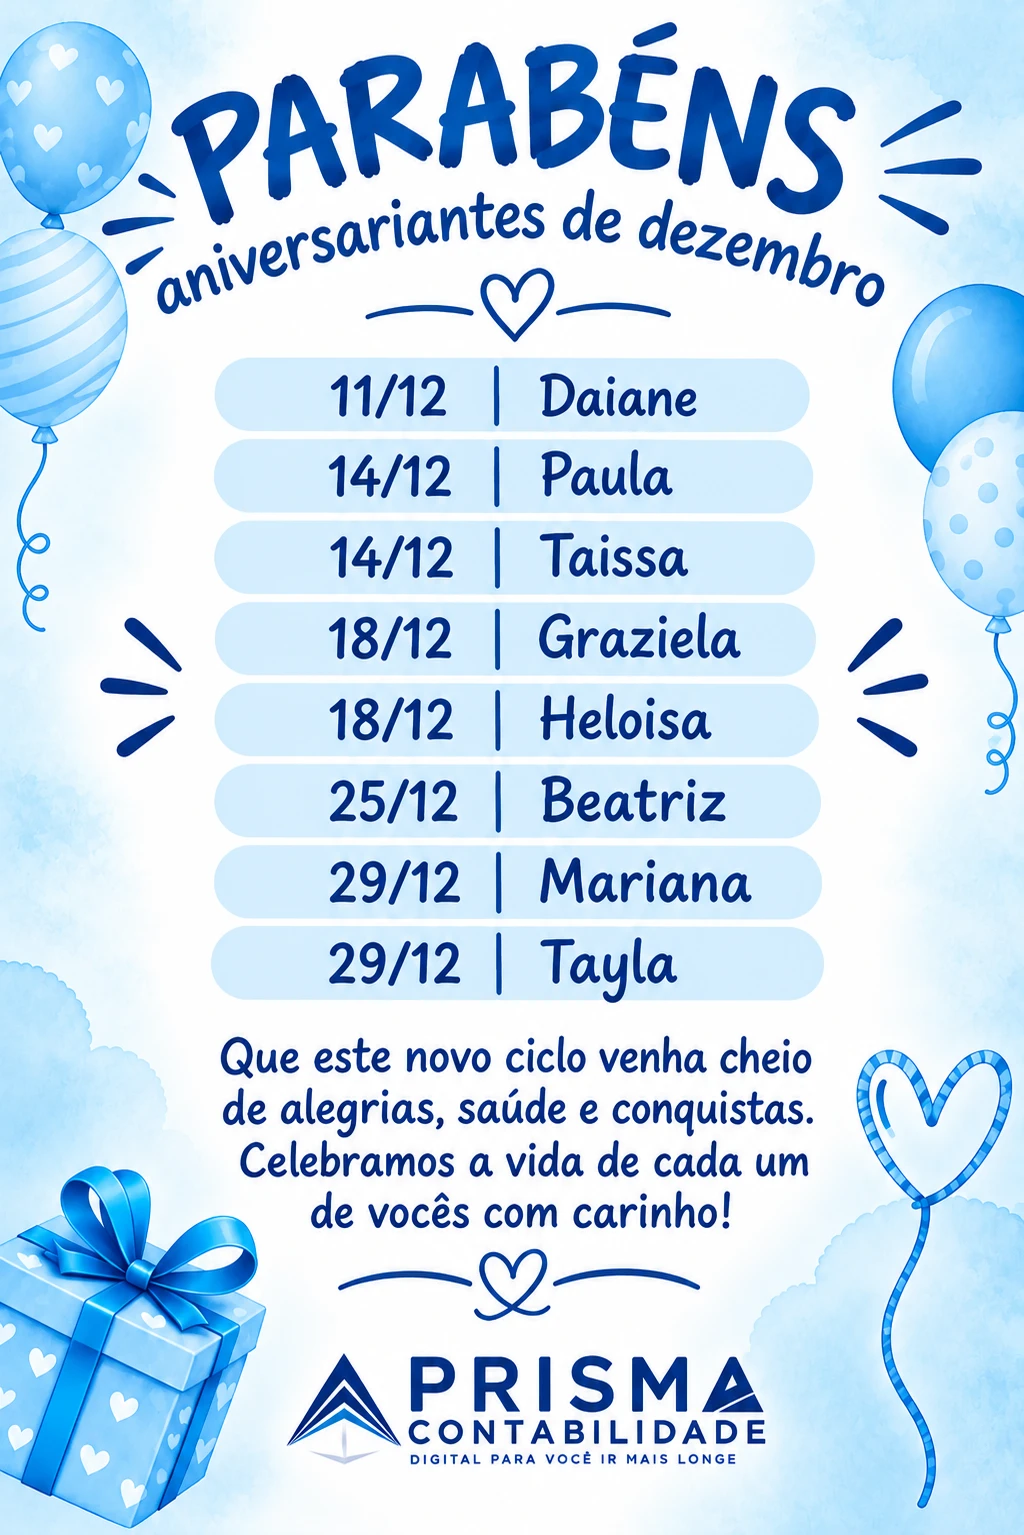 PARABÉNS
aniversariantes de dezembro
11/12 | Daiane
14/12 | Paula
14/12 | Taissa
18/12 | Graziela
18/12 | Heloisa
25/12 | Beatriz
29/12 | Mariana
29/12 | Tayla
Que este novo ciclo venha cheio
de alegrias, saúde e conquistas.
Celebramos a vida de cada um
de vocês com carinho!
PRISMA
CONTABILIDADE
DIGITAL PARA VOCÊ IR MAIS LONGE